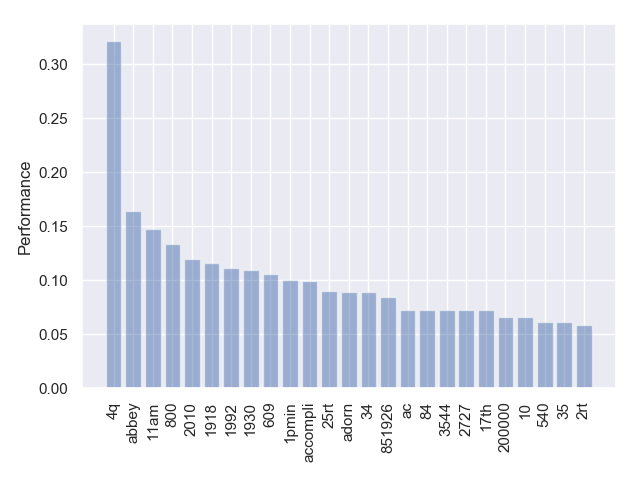 0.30
0.25
0.20
0.15
0.10
0.05
0.00
Performance
4q
abbey
11am
800
2010
1918
1992
1930
609
1pmin
accompli
25rt
adorn
34
851926
ac
84
3544
2727
17th
200000
10
540
35
2rt